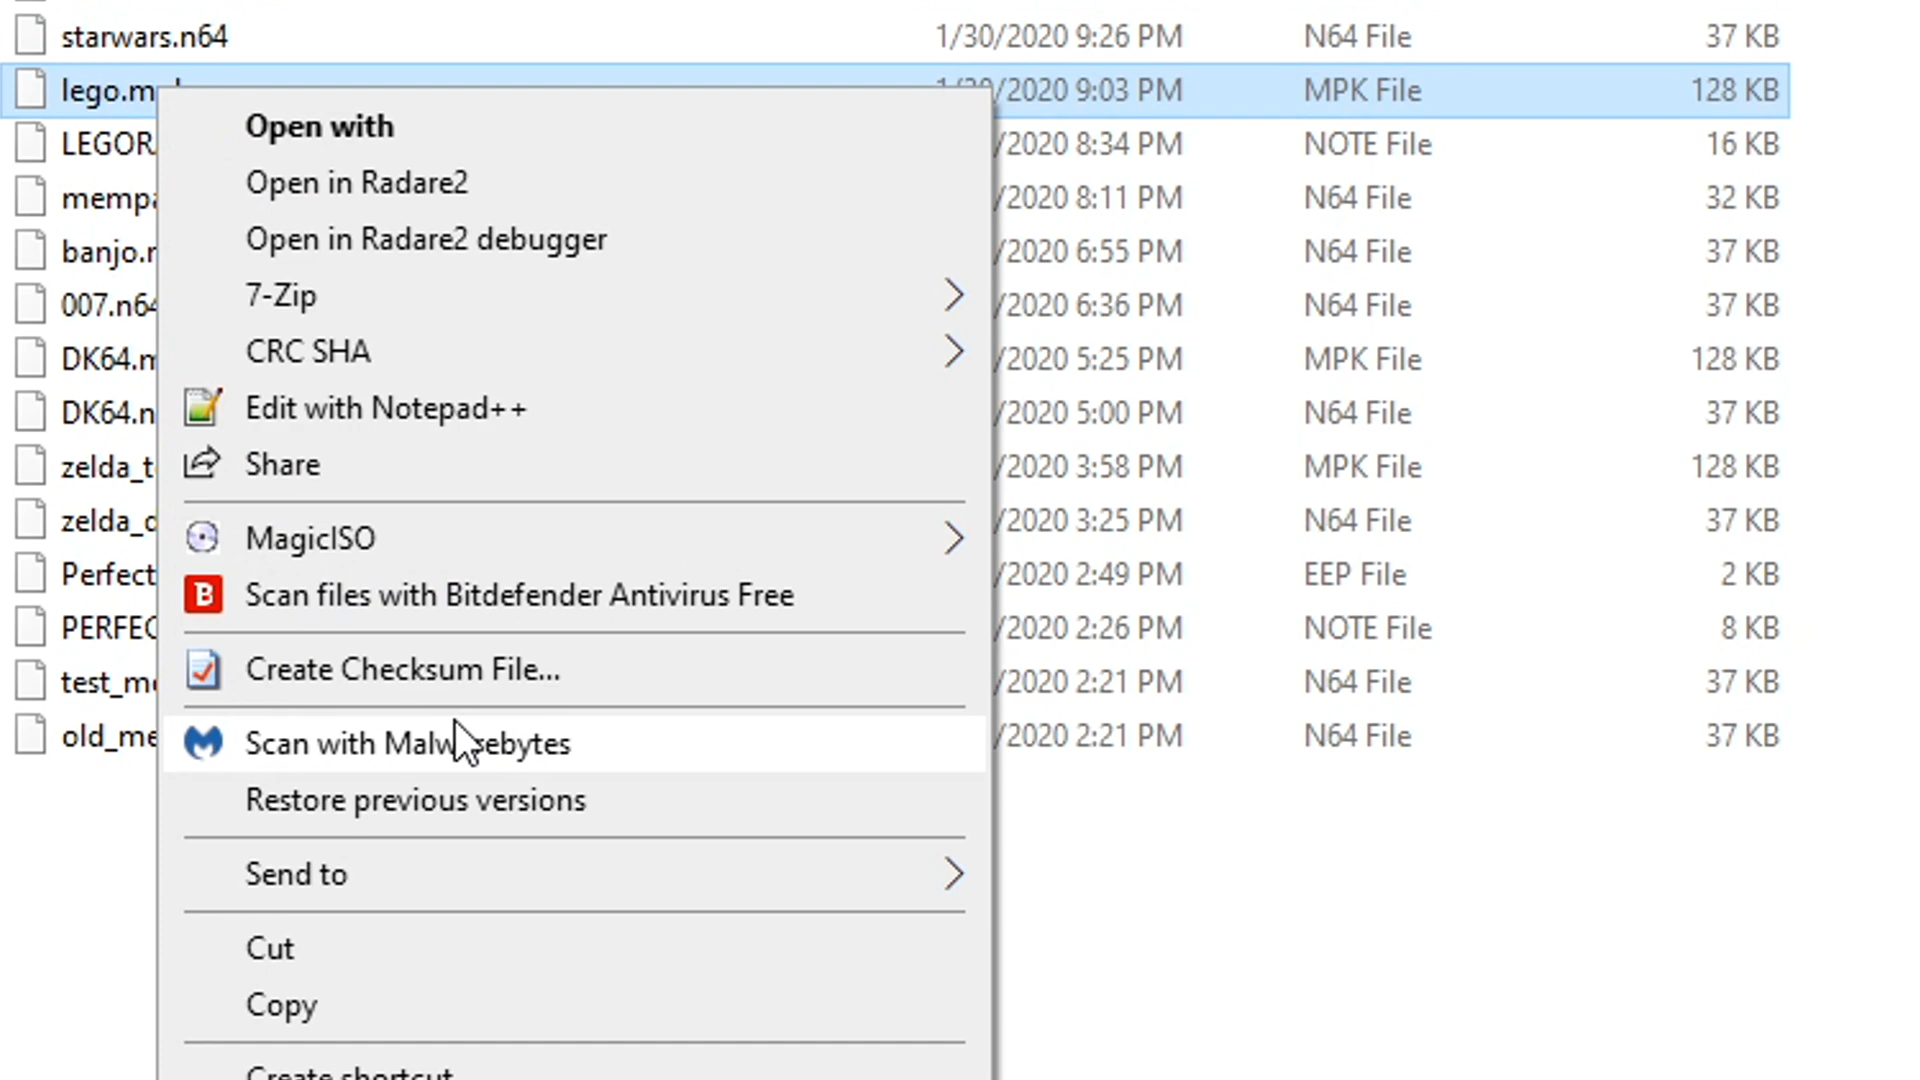 starwars.n64 1/30/2020 9:26 PM N64 File 37 KB
lego.m /2020 9:03 PM MPK File 128 KB
Open with
LEGOR /2020 8:34 PM NOTE File 16 KB
Open in Radare2
mempa /2020 8:11 PM N64 File 32 KB
Open in Radare2 debugger
banjo. /2020 6:55 PM N64 File 37 KB
7-Zip
007.n64 /2020 6:36 PM N64 File 37 KB
CRC SHA
DK64.m /2020 5:25 PM MPK File 128 KB
Edit with Notepad++
DK64.n /2020 5:00 PM N64 File 37 KB
Share
zelda_t /2020 3:58 PM MPK File 128 KB
zelda_ /2020 3:25 PM N64 File 37 KB
MagicISO
Perfect /2020 2:49 PM EEP File 2 KB
Scan files with Bitdefender Antivirus Free
PERFEC /2020 2:26 PM NOTE File 8 KB
Create Checksum File...
test_m /2020 2:21 PM N64 File 37 KB
old_me /2020 2:21 PM N64 File 37 KB
Scan with Malwarebytes
Restore previous versions
Send to
Cut
Copy
Create shortcut